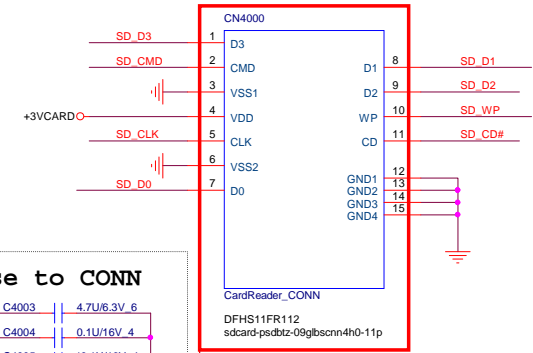 CN4000
SD_D3 1 D3
SD_CMD 2 CMD
3 VSS1
+3VCARD 4 VDD
SD_CLK 5 CLK
6 VSS2
SD_D0 7 D0
D1 8 SD_D1
D2 9 SD_D2
WP 10 SD_WP
CD 11 SD_CD#
GND1 12
GND2 13
GND3 14
GND4 15
CardReader_CONN
DFHS11FR112
sdcard-psdbtz-09glbscnn4h0-11p
se to CONN
C4003 4.7U/6.3V_6
C4004 0.1U/16V_4